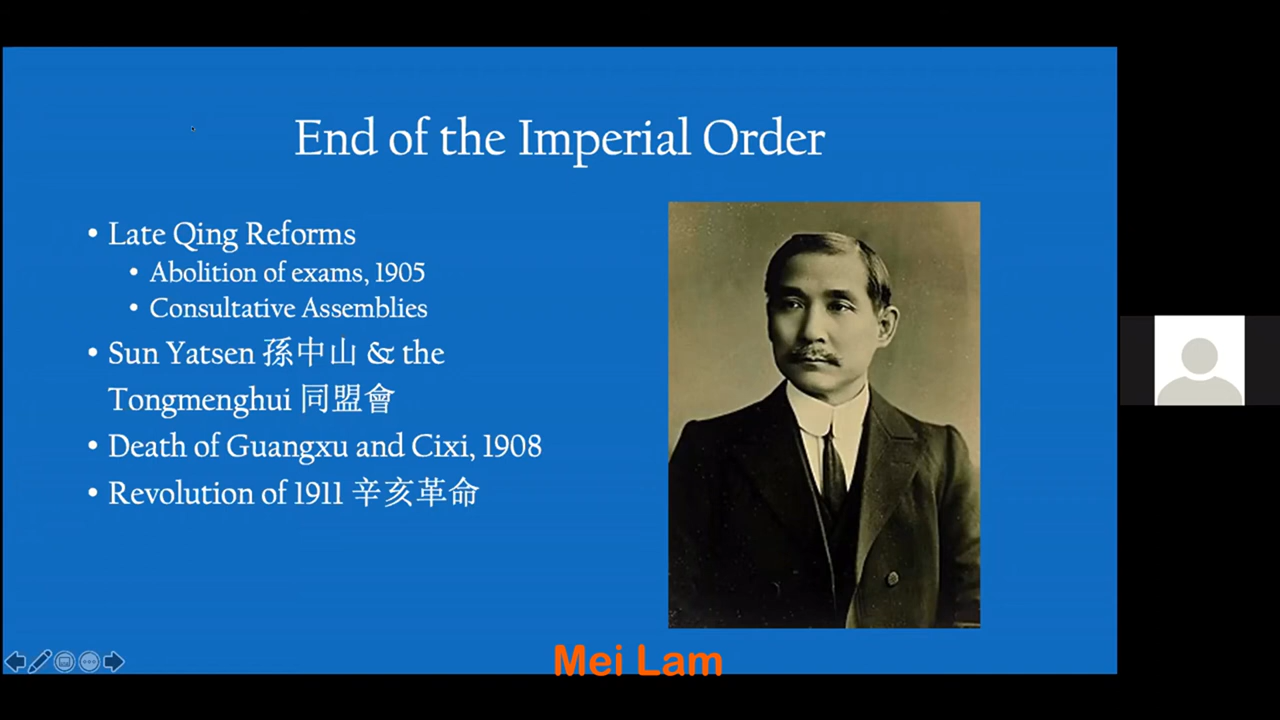 End of the Imperial Order
• Late Qing Reforms
• Abolition of exams, 1905
• Consultative Assemblies
• Sun Yatsen 孫中山 & the
Tongmenghui 同盟會
• Death of Guangxu and Cixi, 1908
• Revolution of 1911 辛亥革命
Mei Lam